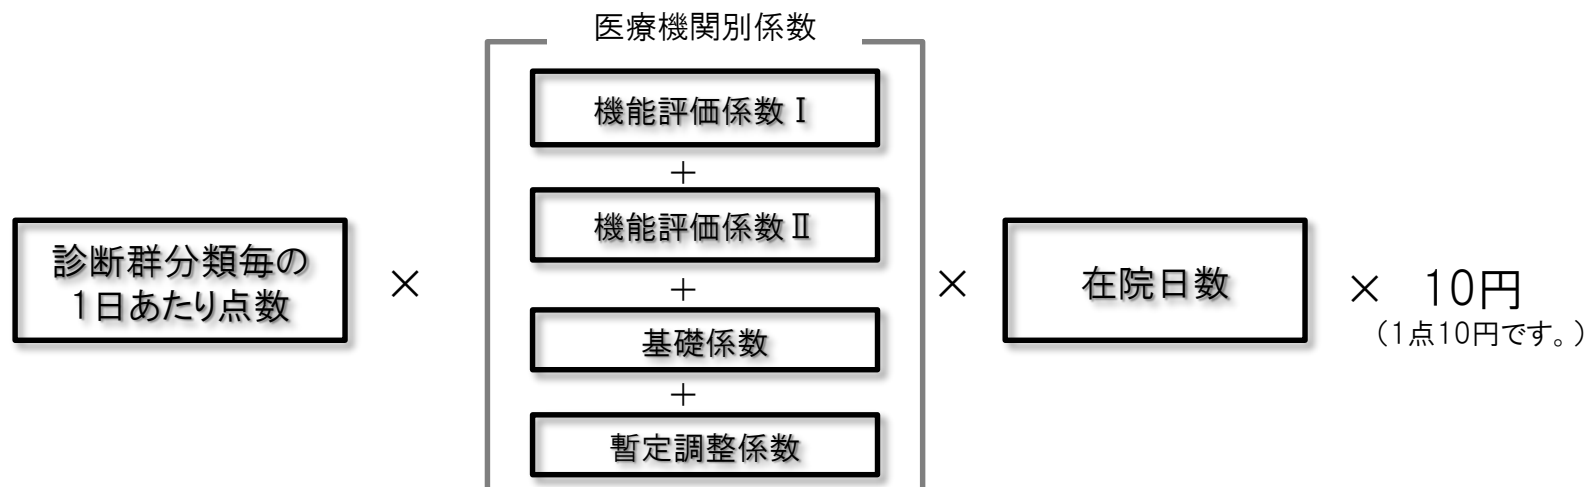 医療機関別係数
機能評価係数Ⅰ
＋
機能評価係数Ⅱ
＋
基礎係数
＋
暫定調整係数
診断群分類毎の
1日あたり点数
×
×
在院日数
× 10円
（1点10円です。）